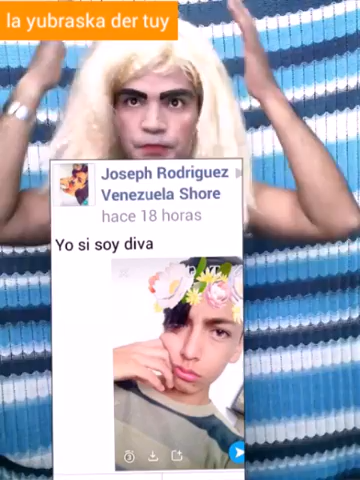 la yubraska der tuy
Joseph Rodriguez
Venezuela Shore
hace 18 horas
Yo si soy diva